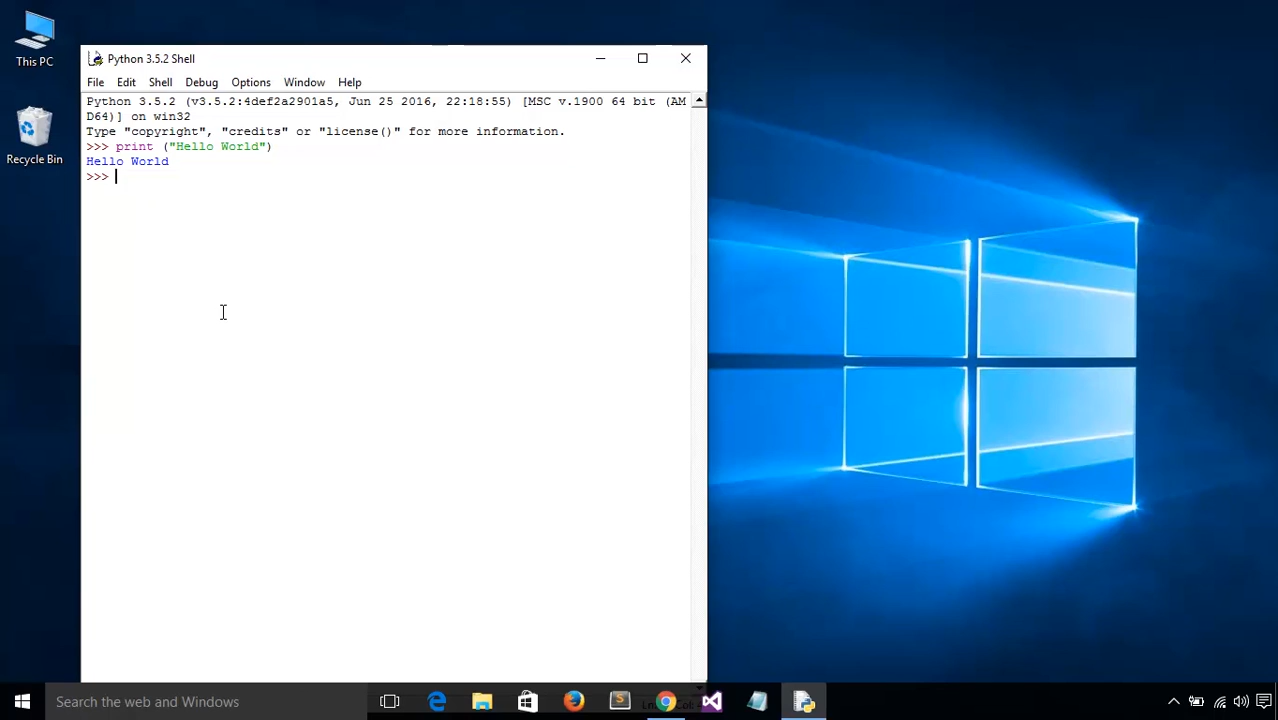 This PC
Recycle Bin
Python 3.5.2 Shell
File Edit Shell Debug Options Window Help
Python 3.5.2 (v3.5.2:4def2a2901a5, Jun 25 2016, 22:18:55) [MSC v.1900 64 bit (AM
D64)] on win32
Type "copyright", "credits" or "license()" for more information.
>>> print ("Hello World")
Hello World
>>>
Search the web and Windows